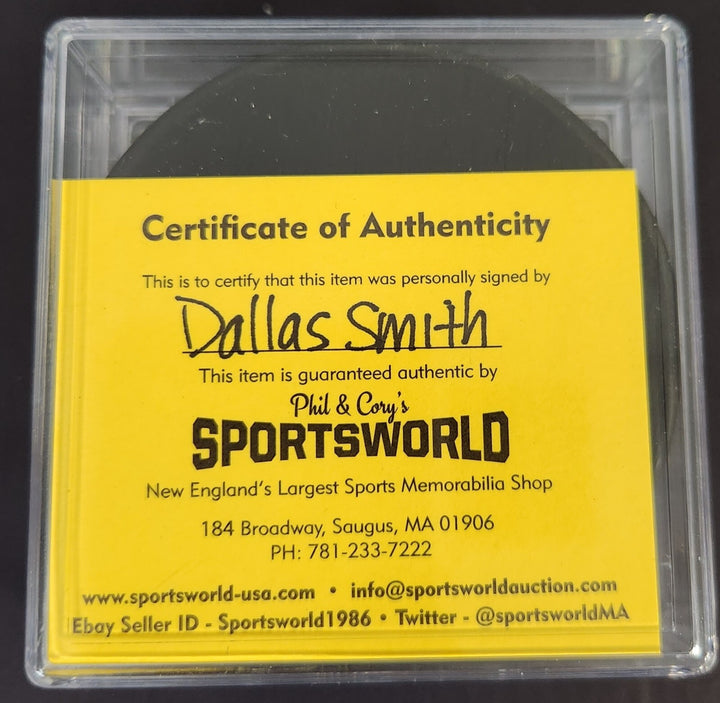 Certificate of Authenticity
This is to certify that this item was personally signed by
Dallas Smith
This item is guaranteed authentic by
Phil & Cory's
SPORTSWORLD
New England's Largest Sports Memorabilia Shop
184 Broadway, Saugus, MA 01906
PH: 781-233-7222
www.sportsworld-usa.com • info@sportsworldauction.com
Ebay Seller ID - Sportsworld1986 • Twitter - @sportsworldMA